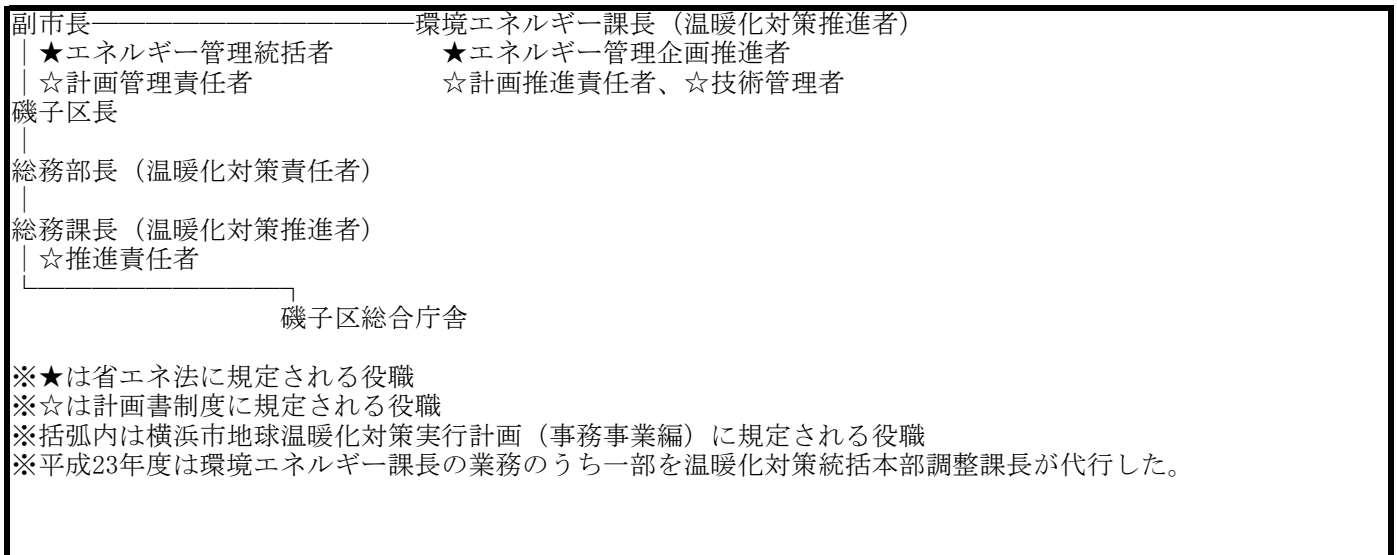 副市長────────────環境エネルギー課長（温暖化対策推進者）
│★エネルギー管理統括者　　　　★エネルギー管理企画推進者
│☆計画管理責任者　　　　　　　☆計画推進責任者、☆技術管理者
磯子区長
│
総務部長（温暖化対策責任者）
│
総務課長（温暖化対策推進者）
│☆推進責任者
└─────────┐
磯子区総合庁舎
※★は省エネ法に規定される役職
※☆は計画書制度に規定される役職
※括弧内は横浜市地球温暖化対策実行計画（事務事業編）に規定される役職
※平成23年度は環境エネルギー課長の業務のうち一部を温暖化対策統括本部調整課長が代行した。